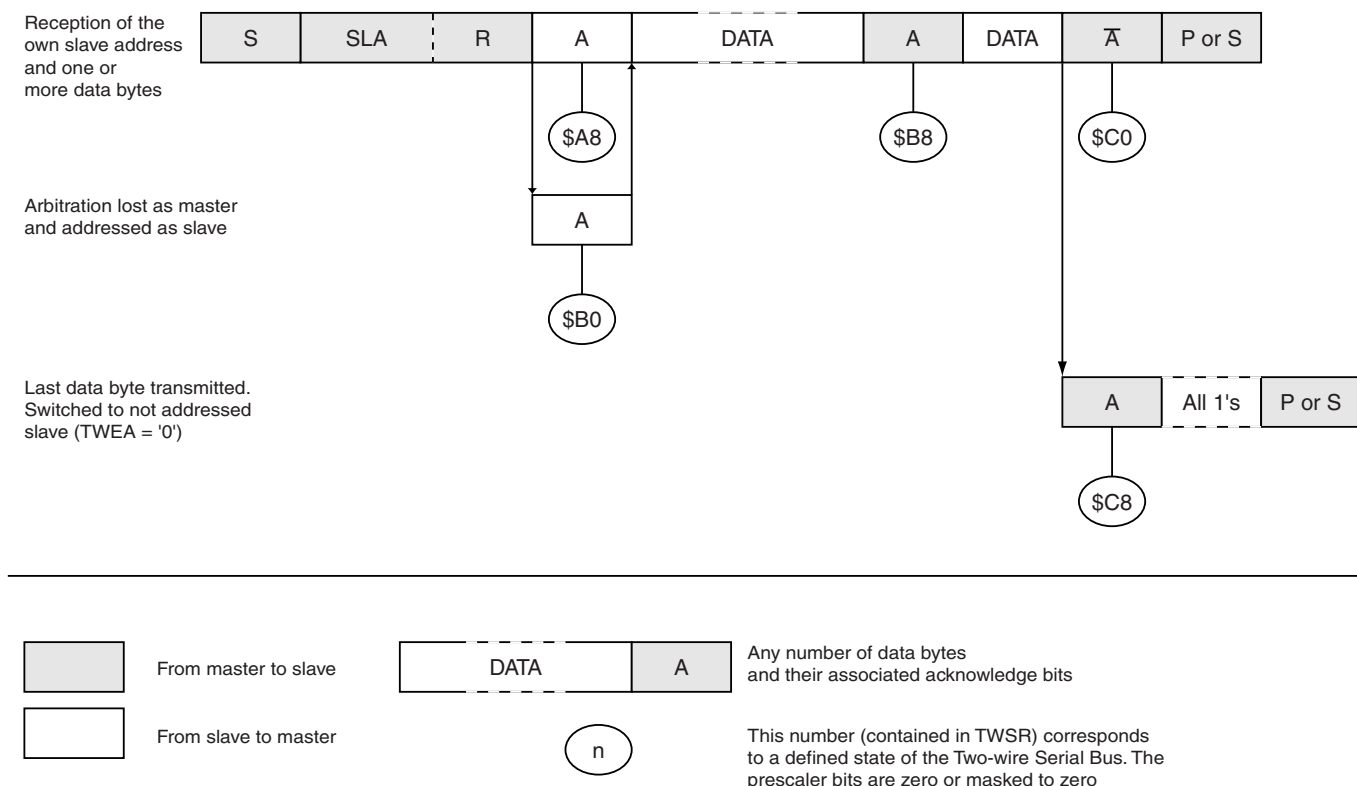 Reception of the
own slave address
and one or
more data bytes
S SLA R A DATA A DATA A̅ P or S
$A8 $B8 $C0
Arbitration lost as master
and addressed as slave
A
$B0
Last data byte transmitted.
Switched to not addressed
slave (TWEA = '0')
A All 1's P or S
$C8
From master to slave
DATA A
Any number of data bytes
and their associated acknowledge bits
From slave to master
n
This number (contained in TWSR) corresponds
to a defined state of the Two-wire Serial Bus. The
prescaler bits are zero or masked to zero